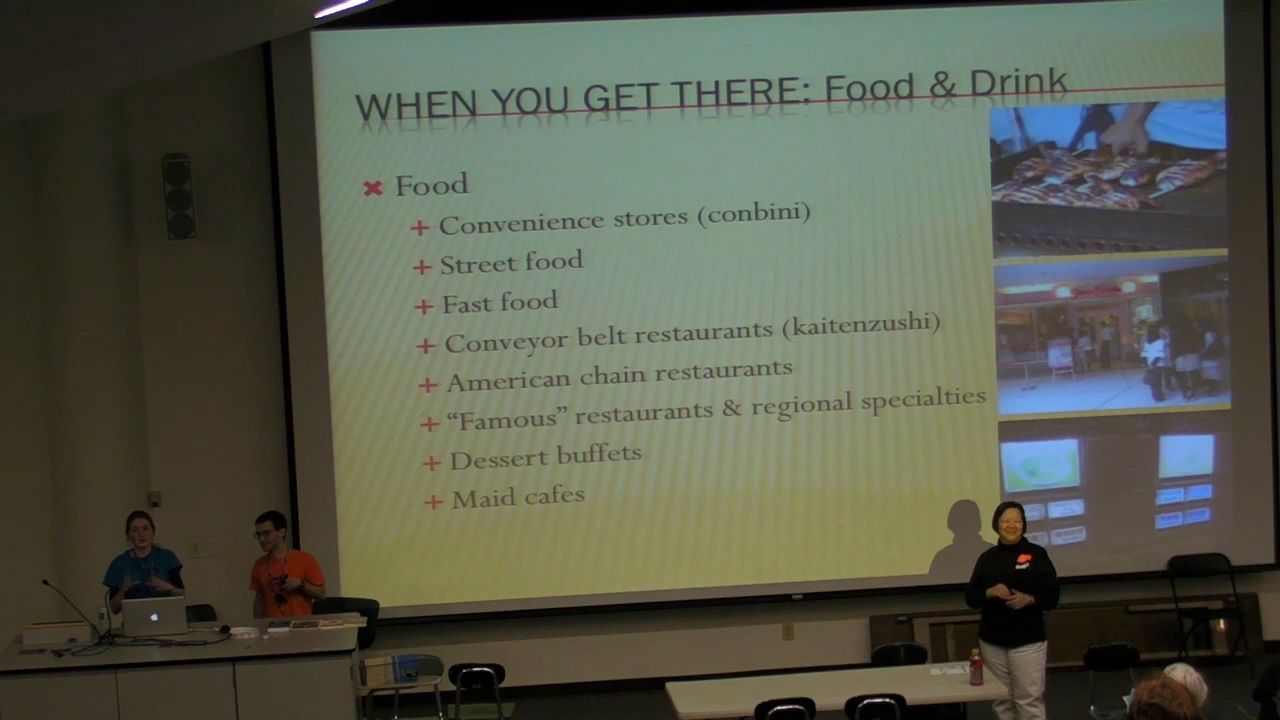 WHEN YOU GET THERE: Food & Drink
Food
Convenience stores (conbini)
Street food
Fast food
Conveyor belt restaurants (kaitenzushi)
American chain restaurants
“Famous” restaurants & regional specialties
Dessert buffets
Maid cafes